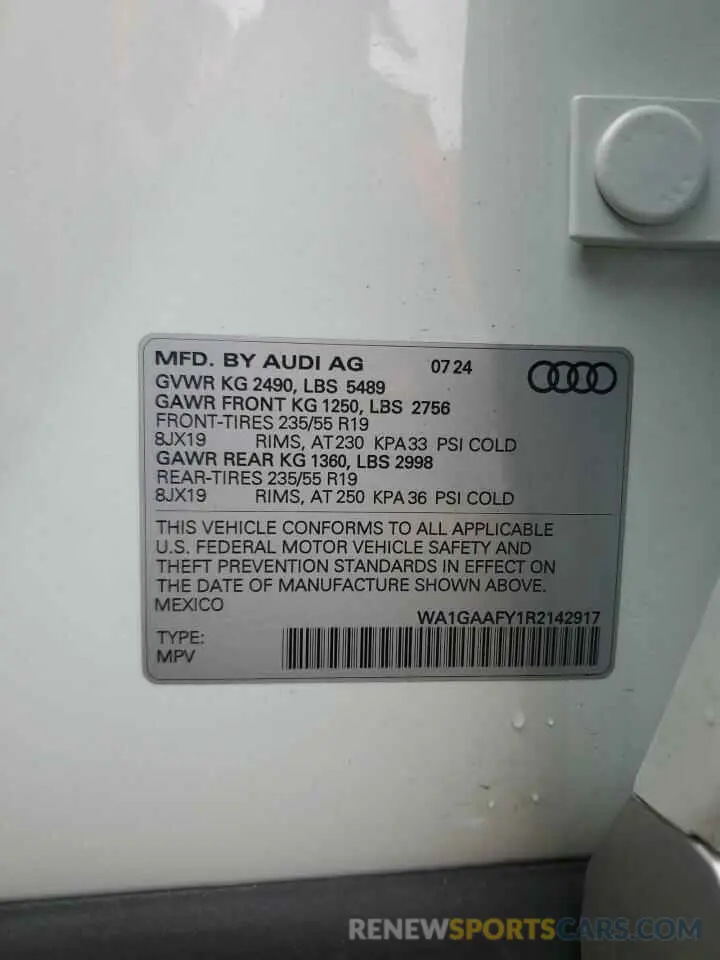 MFD. BY AUDI AG 07 24
GVWR KG 2490, LBS 5489
GAWR FRONT KG 1250, LBS 2756
FRONT-TIRES 235/55 R19
8JX19 RIMS, AT 230 KPA 33 PSI COLD
GAWR REAR KG 1360, LBS 2998
REAR-TIRES 235/55 R19
8JX19 RIMS, AT 250 KPA 36 PSI COLD
THIS VEHICLE CONFORMS TO ALL APPLICABLE
U.S. FEDERAL MOTOR VEHICLE SAFETY AND
THEFT PREVENTION STANDARDS IN EFFECT ON
THE DATE OF MANUFACTURE SHOWN ABOVE.
MEXICO
WA1GAAFY1R2142917
TYPE:
MPV
RENEWSPORTSCARS.COM